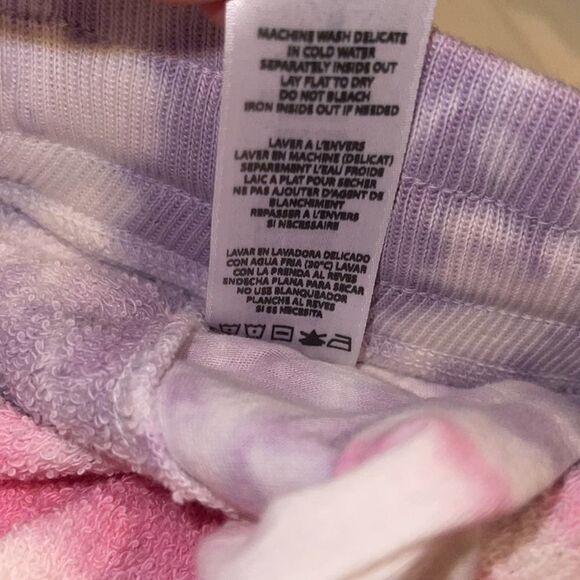 MACHINE WASH DELICATE
IN COLD WATER
SEPARATELY INSIDE OUT
LAY FLAT TO DRY
DO NOT BLEACH
IRON INSIDE OUT IF NEEDED
LAVER A L'ENVERS
LAVER EN MACHINE (DELICAT)
SEPAREMENT L'EAU FROIDE
LAIC A PLAT POUR SECHER
NE PAS AJOUTER D'AGENT DE
BLANCHIMENT
REPASSER A L'ENVERS
SI NECESSAIRE
LAVAR EN LAVADORA DELICADO
CON AGUA FRIA (30°C) LAVAR
CON LA PRENDA AL REVES
ENDECHA PLANA PARA SECAR
NO USE BLANQUEADOR
PLANCHE AL REVES
SI SE NECESITA